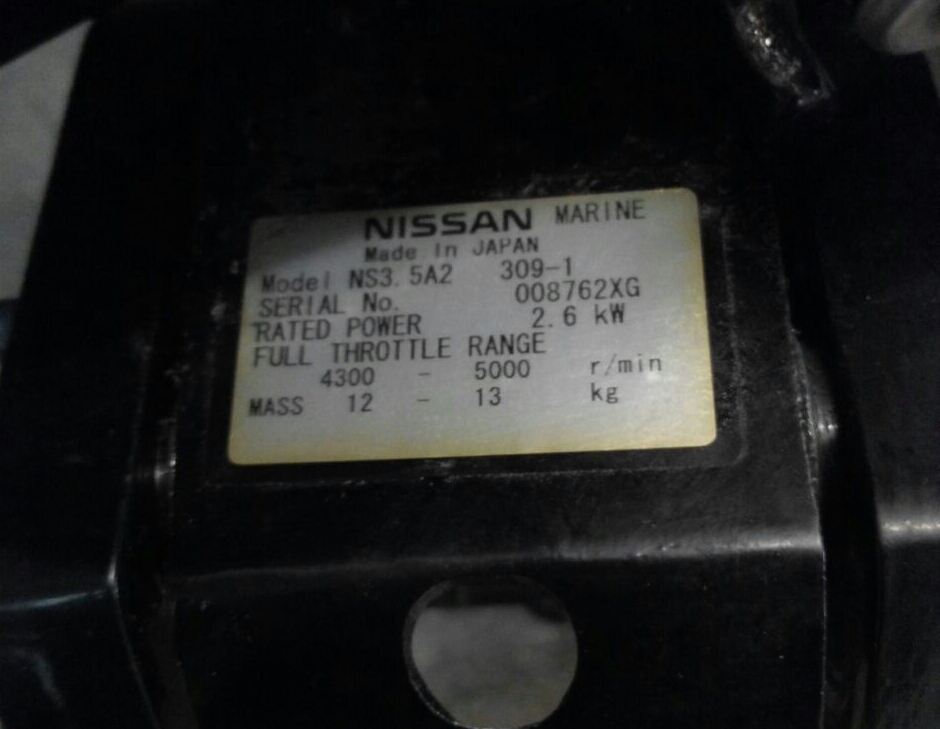 NISSAN MARINE
Made In JAPAN
Model NS3.5A2 309-1
SERIAL No. 008762XG
RATED POWER 2.6 kW
FULL THROTTLE RANGE
4300 - 5000 r/min
MASS 12 - 13 kg